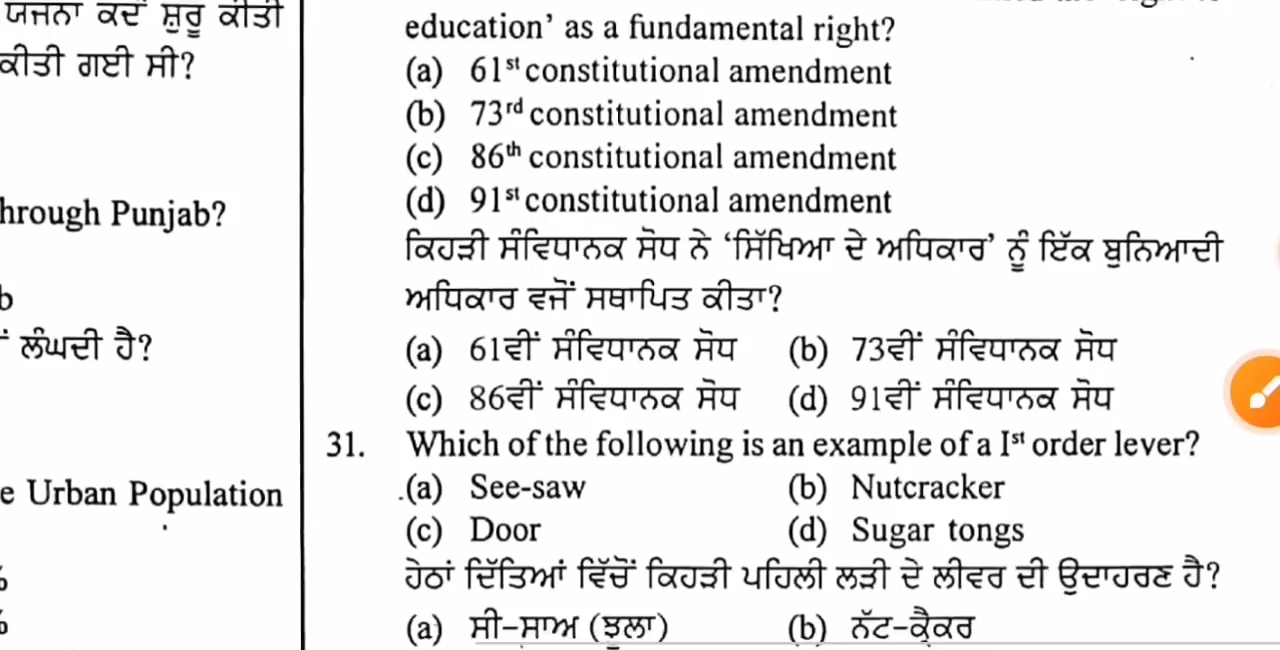 ਯੋਜਨਾ ਕਦੋਂ ਸ਼ੁਰੂ ਕੀਤੀ
ਕੀਤੀ ਗਈ ਸੀ?
hrough Punjab?
b
ਲੰਘਦੀ ਹੈ?
e Urban Population
%
%
education’ as a fundamental right?
(a) 61st constitutional amendment
(b) 73rd constitutional amendment
(c) 86th constitutional amendment
(d) 91st constitutional amendment
ਕਿਹੜੀ ਸੰਵਿਧਾਨਕ ਸੋਧ ਨੇ ‘ਸਿੱਖਿਆ ਦੇ ਅਧਿਕਾਰ’ ਨੂੰ ਇੱਕ ਬੁਨਿਆਦੀ
ਅਧਿਕਾਰ ਵਜੋਂ ਸਥਾਪਿਤ ਕੀਤਾ?
(a) 61ਵੀਂ ਸੰਵਿਧਾਨਕ ਸੋਧ (b) 73ਵੀਂ ਸੰਵਿਧਾਨਕ ਸੋਧ
(c) 86ਵੀਂ ਸੰਵਿਧਾਨਕ ਸੋਧ (d) 91ਵੀਂ ਸੰਵਿਧਾਨਕ ਸੋਧ
31. Which of the following is an example of a Ist order lever?
(a) See-saw (b) Nutcracker
(c) Door (d) Sugar tongs
ਹੇਠਾਂ ਦਿੱਤਿਆਂ ਵਿੱਚੋਂ ਕਿਹੜੀ ਪਹਿਲੀ ਲੜੀ ਦੇ ਲੀਵਰ ਦੀ ਉਦਾਹਰਣ ਹੈ?
(a) ਸੀ-ਸਾਅ (ਝੂਲਾ) (b) ਨੱਟ-ਕ੍ਰੈਕਰ